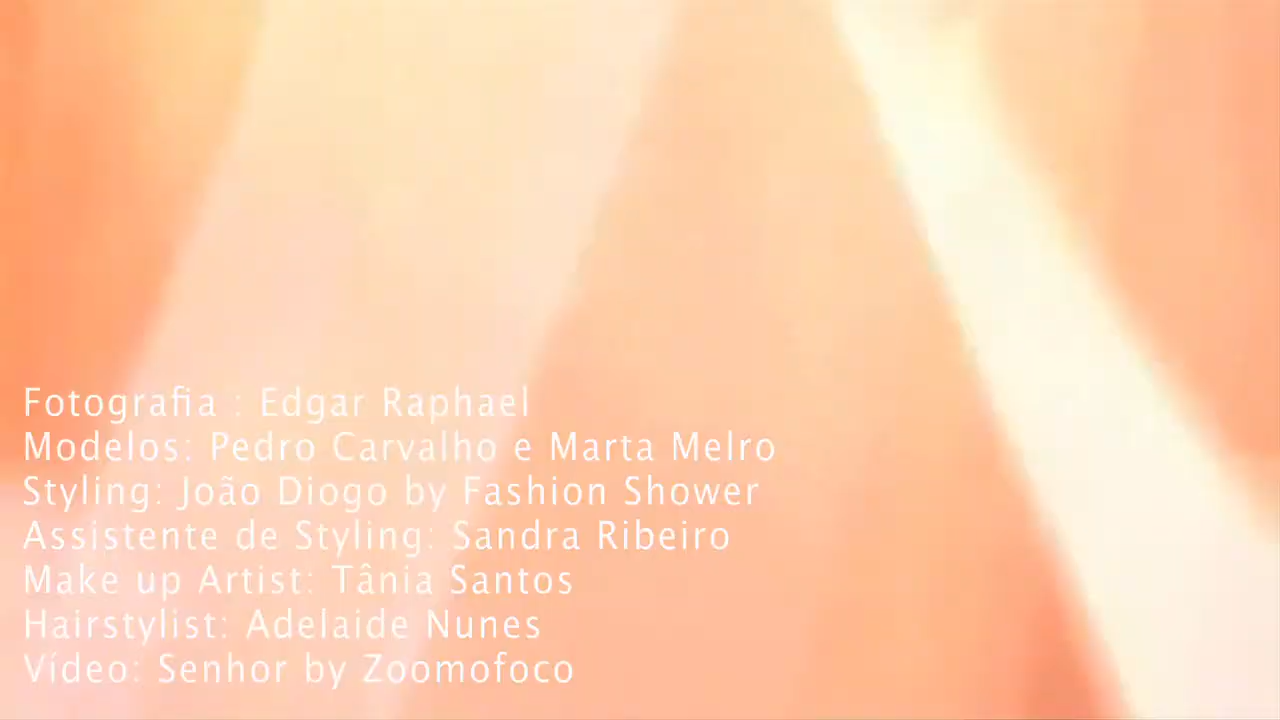 Fotografia : Edgar Raphael
Modelos: Pedro Carvalho e Marta Melro
Styling: João Diogo by Fashion Shower
Assistente de Styling: Sandra Ribeiro
Make up Artist: Tânia Santos
Hairstylist: Adelaide Nunes
Vídeo: Senhor by Zoomofoco